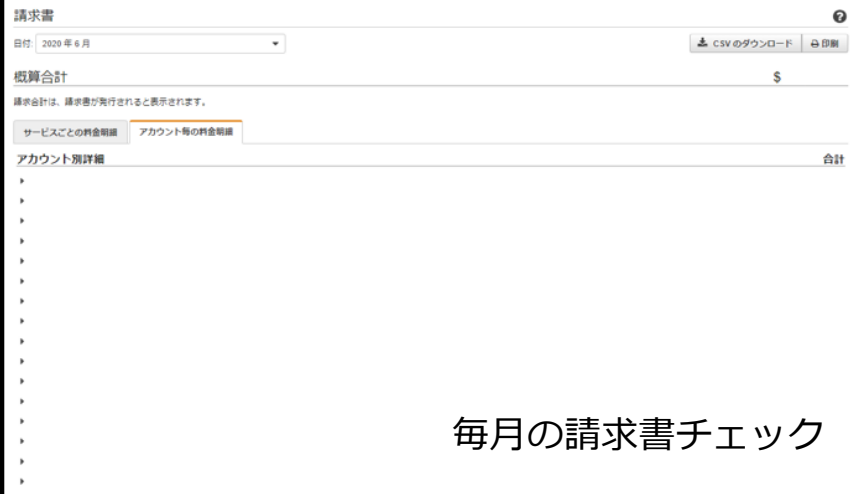 請求書
日付: 2020 年 6 月
CSV のダウンロード
印刷
概算合計 $
請求合計は、請求書が発行されると表示されます。
サービスごとの料金明細
アカウント毎の料金明細
アカウント別詳細 合計
毎月の請求書チェック